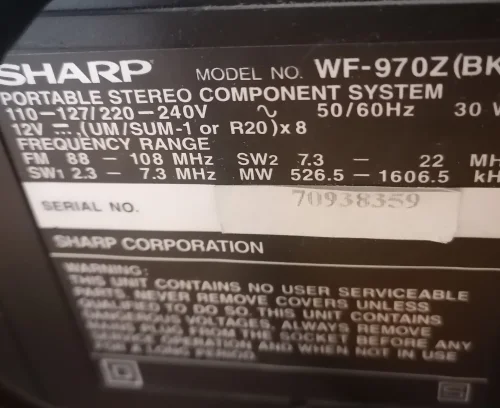 SHARP MODEL NO. WF-970Z(BK
PORTABLE STEREO COMPONENT SYSTEM
110–127/220–240V ~ 50/60Hz 30 W
12V ⎓ (UM/SUM-1 or R20)x8
FREQUENCY RANGE
FM 88 – 108 MHz SW2 7.3 – 22 MH
SW1 2.3 – 7.3 MHz MW 526.5 – 1606.5 kH
SERIAL NO. 70938359
SHARP CORPORATION
WARNING:
THIS UNIT CONTAINS NO USER SERVICEABLE
PARTS. NEVER REMOVE COVERS UNLESS
QUALIFIED TO DO SO. THIS UNIT CONTAINS
DANGEROUS VOLTAGES. ALWAYS REMOVE
MAINS PLUG FROM THE SOCKET BEFORE ANY
SERVICE OPERATION AND WHEN NOT IN USE
FOR A LONG PERIOD.